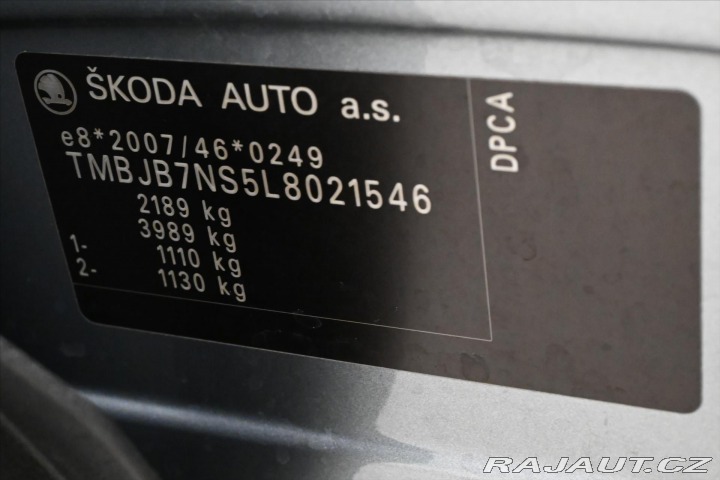 ŠKODA AUTO a.s.
e8*2007/46*0249
TMBJB7NS5L8021546
2189 kg
3989 kg
1- 1110 kg
2- 1130 kg
DPCA
RAJAUT.CZ